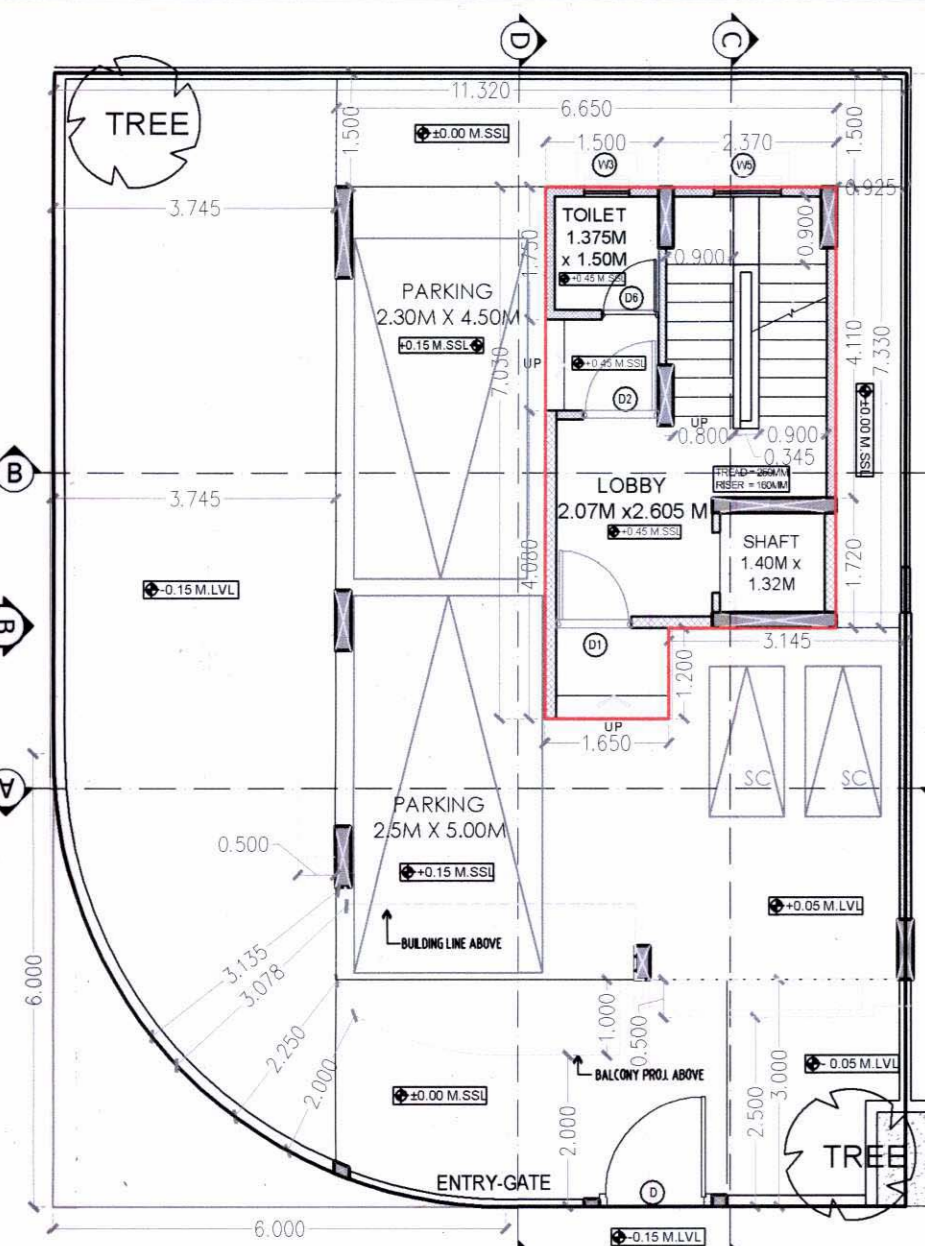 D
C
TREE
11.320
6.650
±0.00 M.SSL
1.500
1.500
2.370
1.500
W3
W5
0.925
3.745
TOILET
1.375M
x 1.50M
+0.45 M.SSL
1.750
0.900
0.900
D6
PARKING
2.30M X 4.50M
+0.15 M.SSL
7.030
UP
+0.45 M.SSL
D2
4.110
7.330
±0.00 M.SSL
UP
0.800
0.900
0.345
B
3.745
LOBBY
2.07M x2.605 M
+0.45 M.SSL
TREAD = 250MM
RISER = 160MM
4.080
SHAFT
1.40M x
1.32M
1.720
-0.15 M.LVL
B
D1
3.145
1.200
UP
1.650
SC
SC
A
PARKING
2.5M X 5.00M
0.500
+0.15 M.SSL
+0.05 M.LVL
BUILDING LINE ABOVE
3.135
3.078
6.000
2.250
2.000
1.000
0.500
BALCONY PROJ. ABOVE
- 0.05 M.LVL
±0.00 M.SSL
2.000
2.500
3.000
TREE
ENTRY-GATE
D
6.000
-0.15 M.LVL